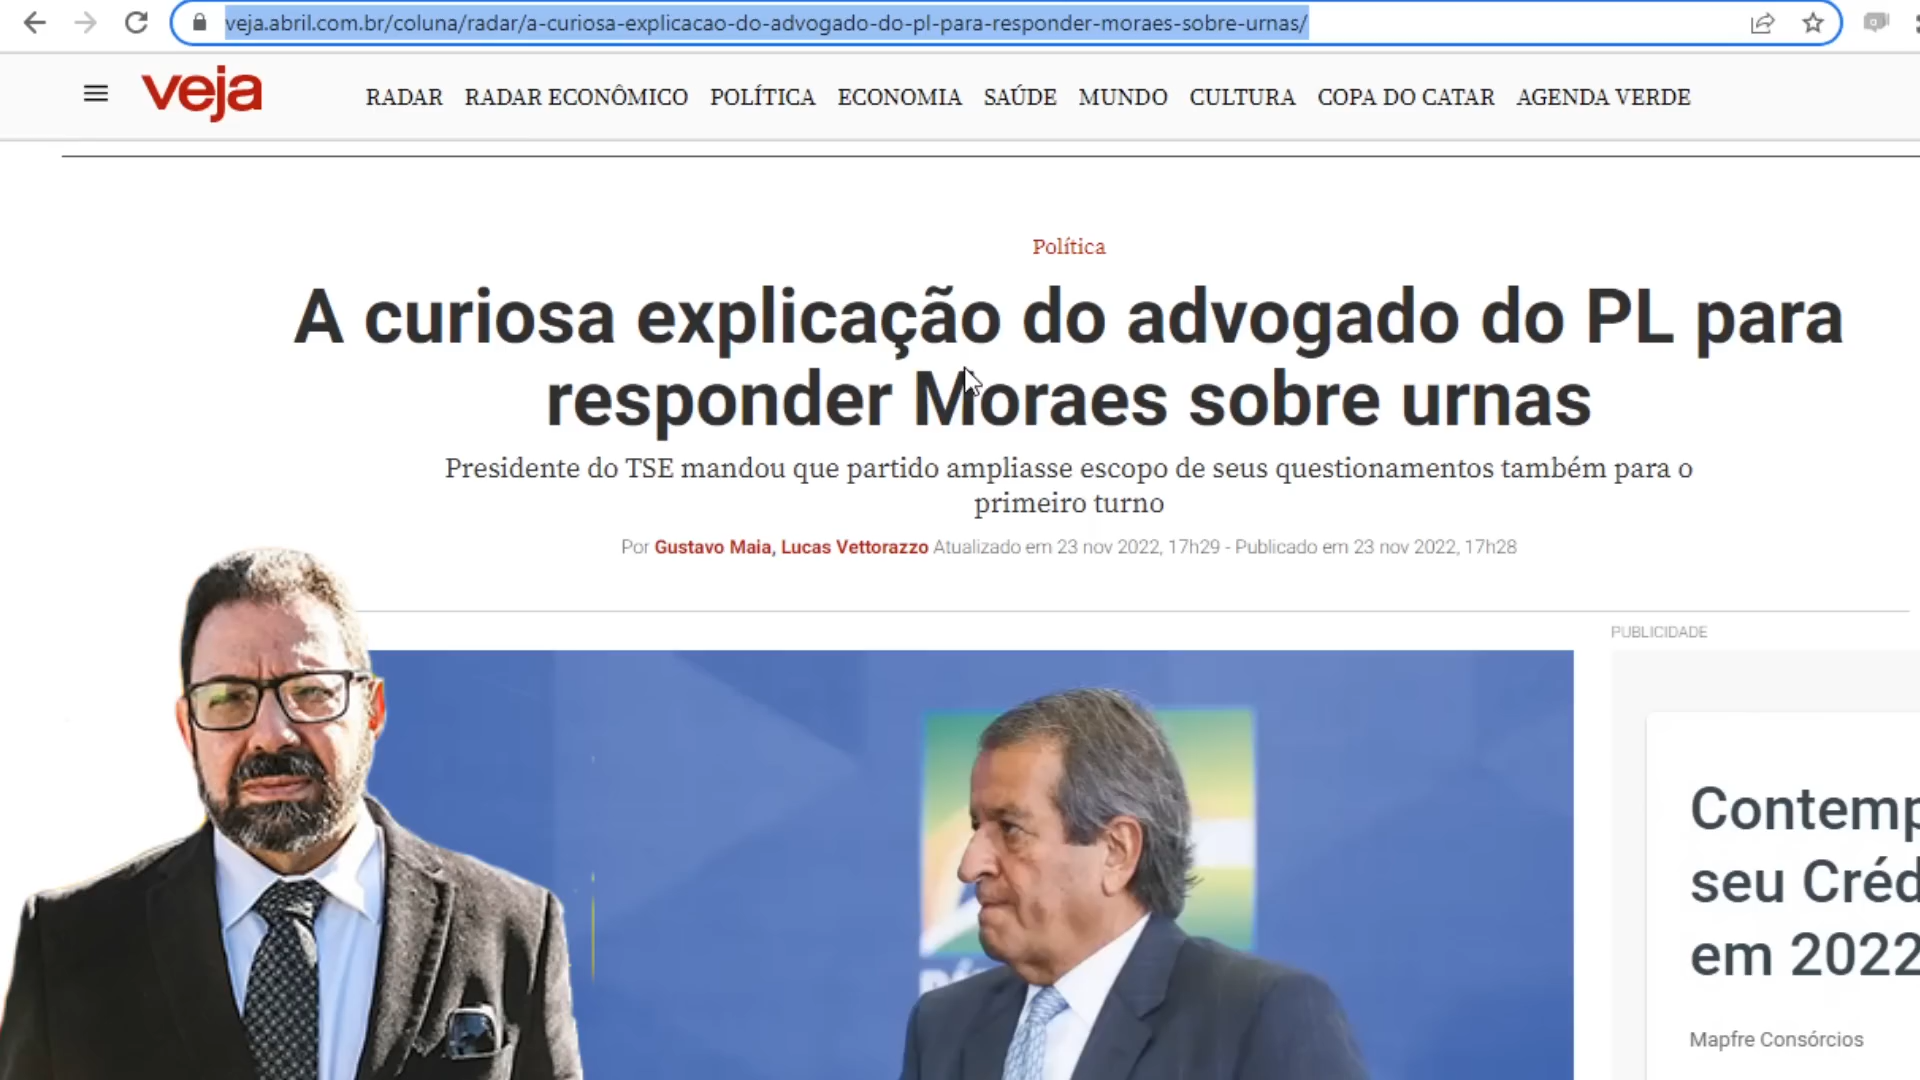 veja.abril.com.br/coluna/radar/a-curiosa-explicacao-do-advogado-do-pl-para-responder-moraes-sobre-urnas/
veja
RADAR RADAR ECONÔMICO POLÍTICA ECONOMIA SAÚDE MUNDO CULTURA COPA DO CATAR AGENDA VERDE
Política
A curiosa explicação do advogado do PL para
responder Moraes sobre urnas
Presidente do TSE mandou que partido ampliasse escopo de seus questionamentos também para o
primeiro turno
Por Gustavo Maia, Lucas Vettorazzo Atualizado em 23 nov 2022, 17h29 - Publicado em 23 nov 2022, 17h28
PUBLICIDADE
Contemp
seu Créd
em 2022
Mapfre Consórcios